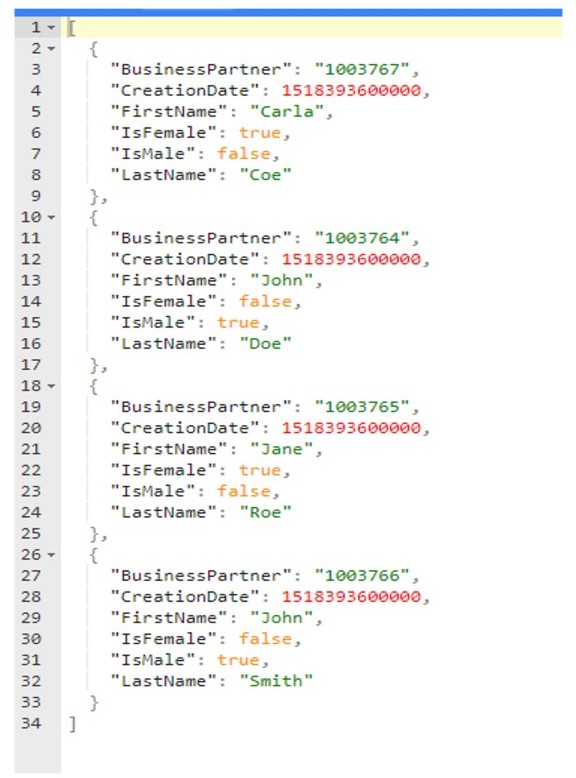 1 [
2 {
3 "BusinessPartner": "1003767",
4 "CreationDate": 1518393600000,
5 "FirstName": "Carla",
6 "IsFemale": true,
7 "IsMale": false,
8 "LastName": "Coe"
9 },
10 {
11 "BusinessPartner": "1003764",
12 "CreationDate": 1518393600000,
13 "FirstName": "John",
14 "IsFemale": false,
15 "IsMale": true,
16 "LastName": "Doe"
17 },
18 {
19 "BusinessPartner": "1003765",
20 "CreationDate": 1518393600000,
21 "FirstName": "Jane",
22 "IsFemale": true,
23 "IsMale": false,
24 "LastName": "Roe"
25 },
26 {
27 "BusinessPartner": "1003766",
28 "CreationDate": 1518393600000,
29 "FirstName": "John",
30 "IsFemale": false,
31 "IsMale": true,
32 "LastName": "Smith"
33 }
34 ]